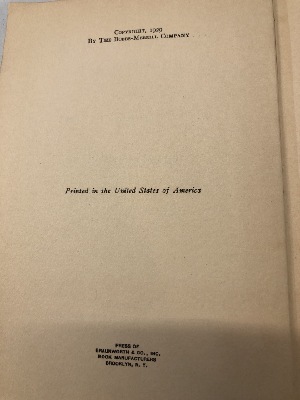 Copyright, 1929
By The Bobbs-Merrill Company
Printed in the United States of America
PRESS OF
BRAUNWORTH & CO., INC.
BOOK MANUFACTURERS
BROOKLYN, N. Y.